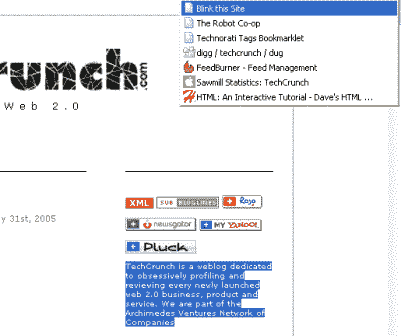 Blink this Site
The Robot Co-op
Technorati Tags Bookmarklet
digg / techcrunch / dug
FeedBurner - Feed Management
Sawmill Statistics: TechCrunch
HTML: An Interactive Tutorial - Dave's HTML ...
crunch.com
Web 2.0
y 31st, 2005
XML SUB BLOGLINES + Rojo
+ newsgator + MY YAHOO!
+ Pluck
TechCrunch is a weblog dedicated
to obsessively profiling and
reviewing every newly launched
web 2.0 business, product and
service. We are part of the
Archimedes Ventures Network of
Companies